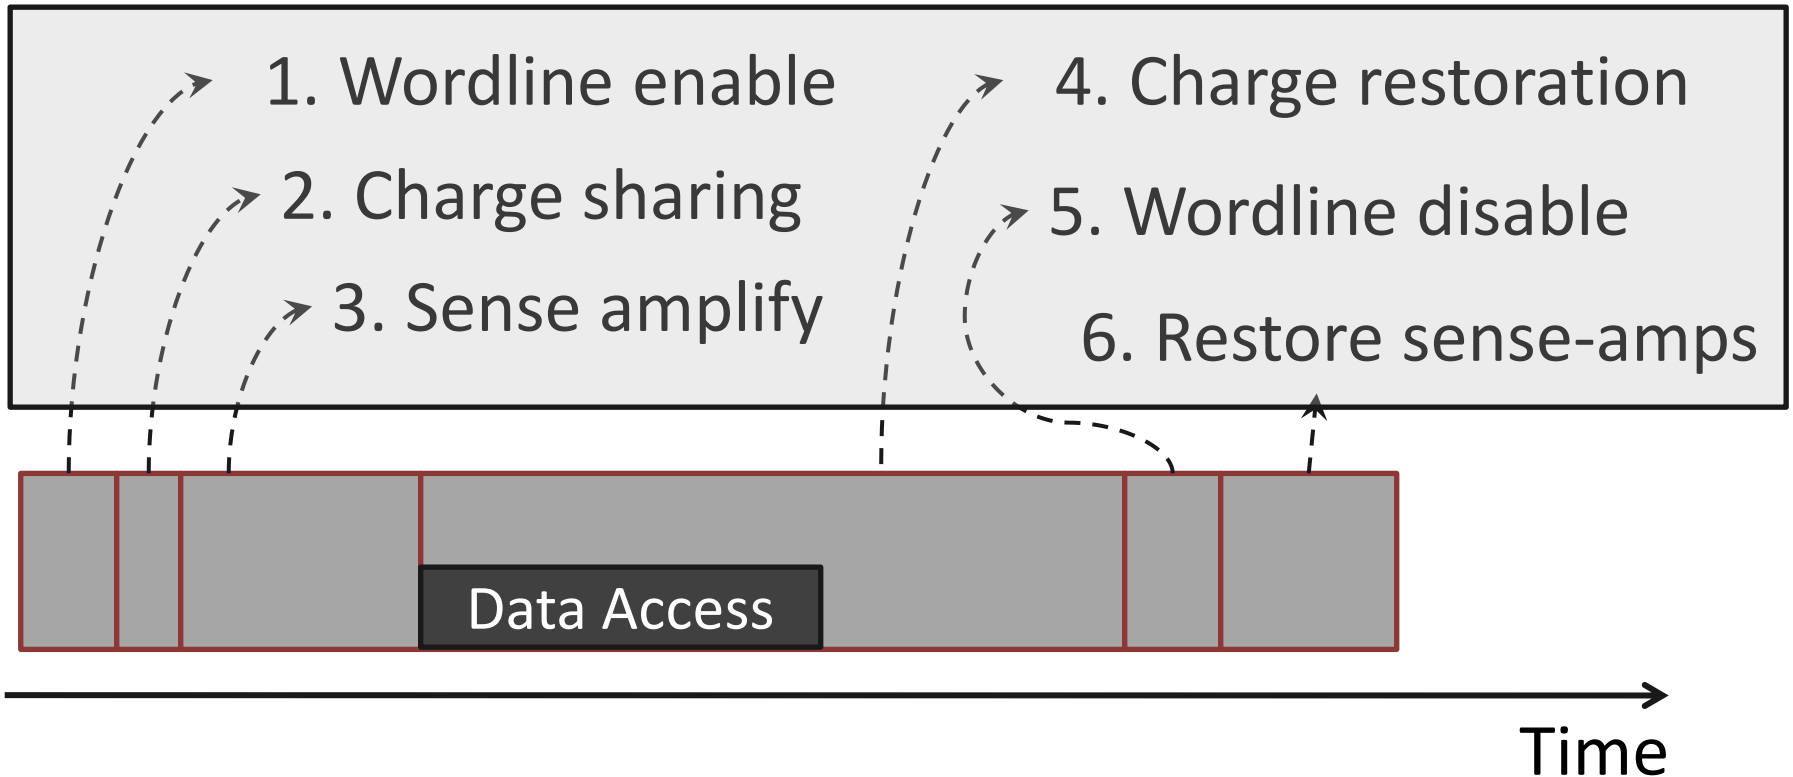 1. Wordline enable
2. Charge sharing
3. Sense amplify
4. Charge restoration
5. Wordline disable
6. Restore sense-amps
Data Access
Time